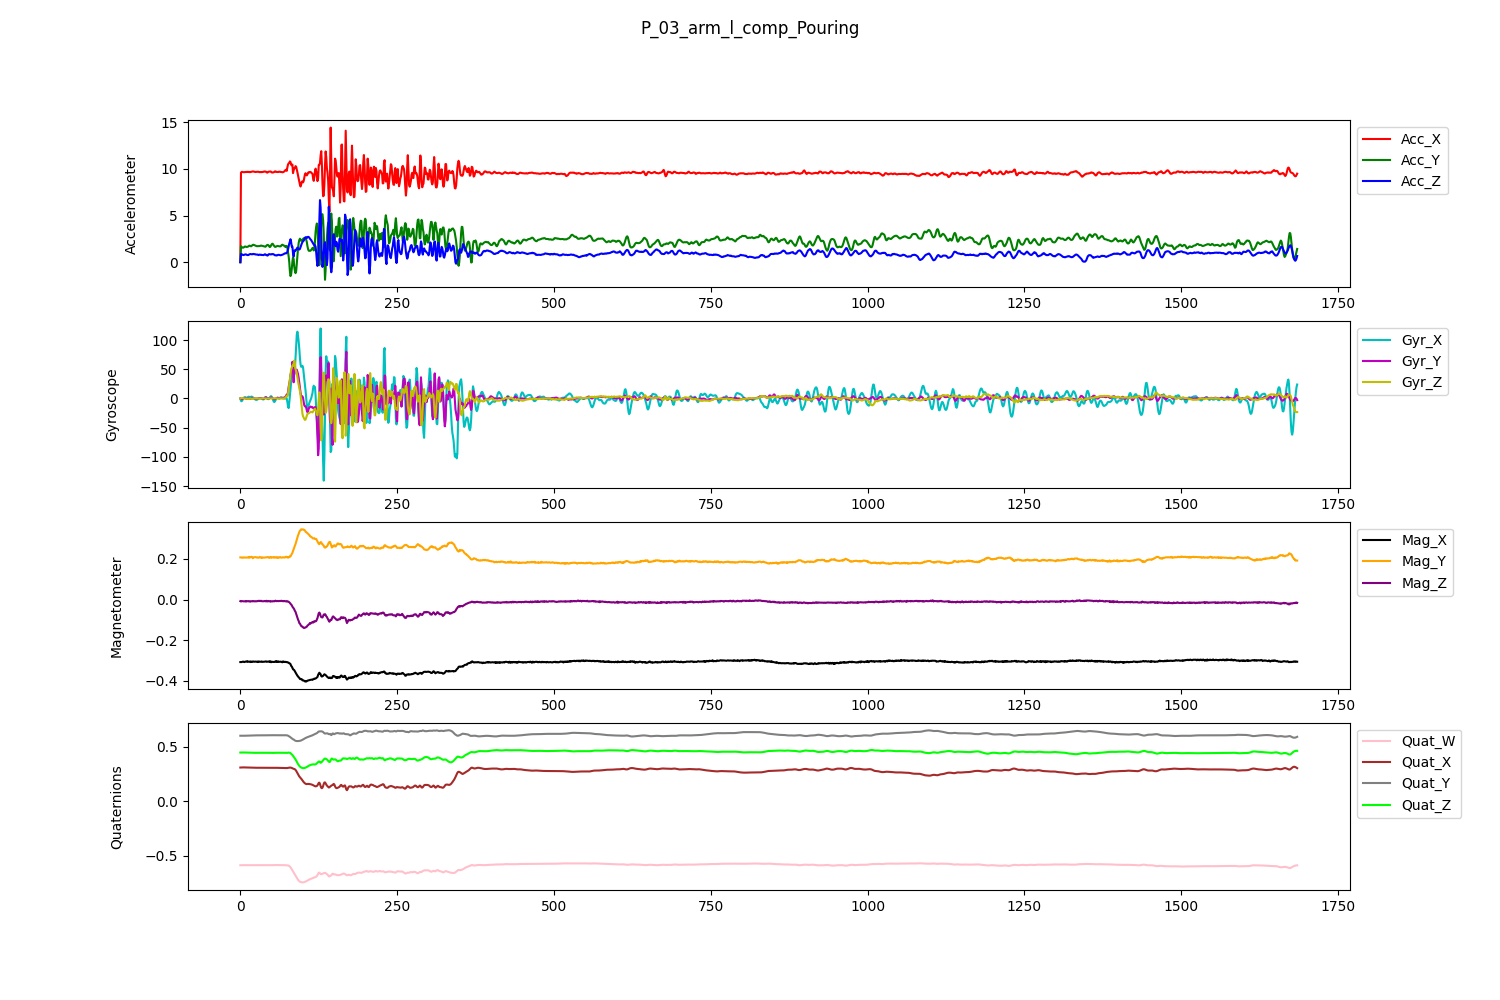 P_03_arm_l_comp_Pouring
Accelerometer
15
10
5
0
0 250 500 750 1000 1250 1500 1750
Acc_X
Acc_Y
Acc_Z
Gyroscope
100
50
0
−50
−100
−150
0 250 500 750 1000 1250 1500 1750
Gyr_X
Gyr_Y
Gyr_Z
Magnetometer
0.2
0.0
−0.2
−0.4
0 250 500 750 1000 1250 1500 1750
Mag_X
Mag_Y
Mag_Z
Quaternions
0.5
0.0
−0.5
0 250 500 750 1000 1250 1500 1750
Quat_W
Quat_X
Quat_Y
Quat_Z